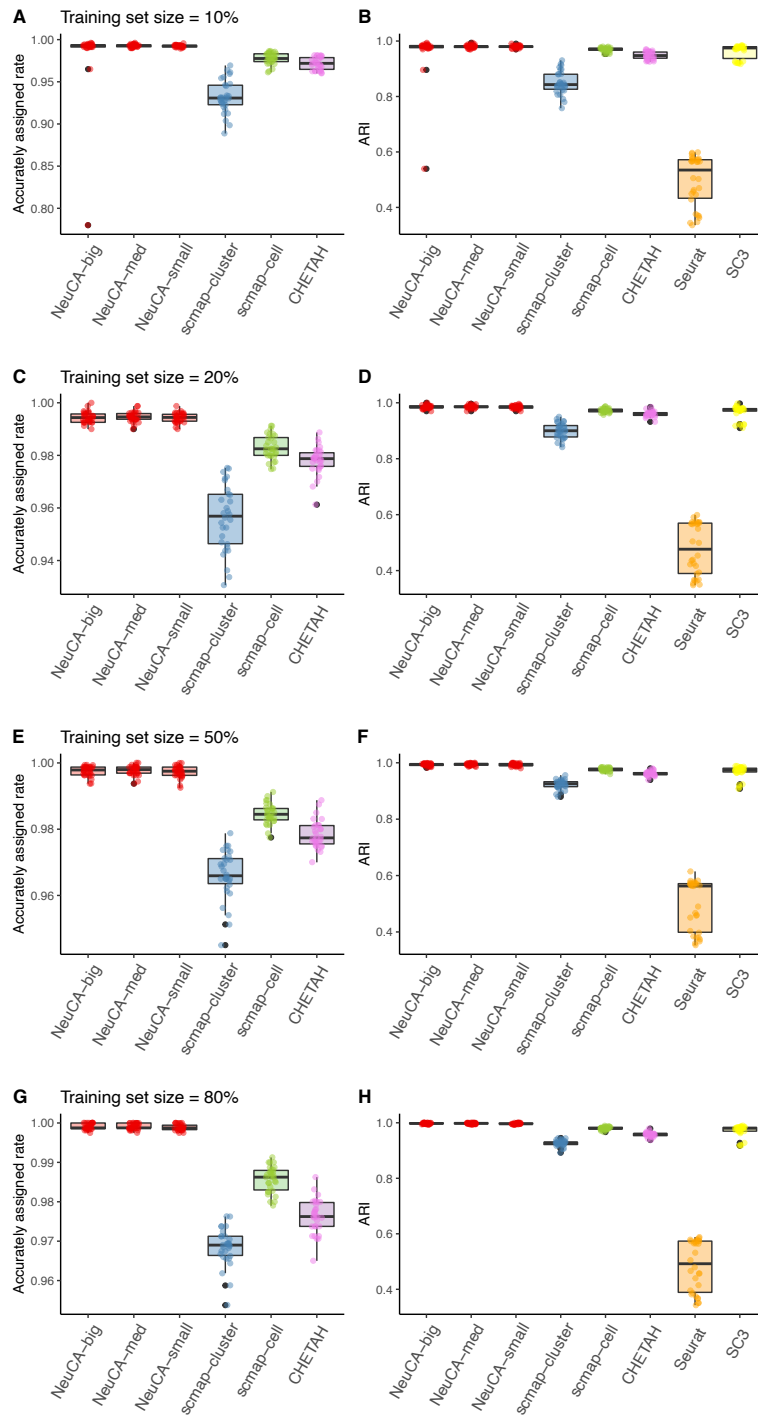 A Training set size = 10%
Accurately assigned rate
1.00
0.95
0.90
0.85
0.80
NeuCA−big
NeuCA−med
NeuCA−small
scmap−cluster
scmap−cell
CHETAH
B
ARI
1.0
0.8
0.6
0.4
NeuCA−big
NeuCA−med
NeuCA−small
scmap−cluster
scmap−cell
CHETAH
Seurat
SC3
C Training set size = 20%
Accurately assigned rate
1.00
0.98
0.96
0.94
NeuCA−big
NeuCA−med
NeuCA−small
scmap−cluster
scmap−cell
CHETAH
D
ARI
1.0
0.8
0.6
0.4
NeuCA−big
NeuCA−med
NeuCA−small
scmap−cluster
scmap−cell
CHETAH
Seurat
SC3
E Training set size = 50%
Accurately assigned rate
1.00
0.98
0.96
NeuCA−big
NeuCA−med
NeuCA−small
scmap−cluster
scmap−cell
CHETAH
F
ARI
1.0
0.8
0.6
0.4
NeuCA−big
NeuCA−med
NeuCA−small
scmap−cluster
scmap−cell
CHETAH
Seurat
SC3
G Training set size = 80%
Accurately assigned rate
1.00
0.99
0.98
0.97
0.96
NeuCA−big
NeuCA−med
NeuCA−small
scmap−cluster
scmap−cell
CHETAH
H
ARI
1.0
0.8
0.6
0.4
NeuCA−big
NeuCA−med
NeuCA−small
scmap−cluster
scmap−cell
CHETAH
Seurat
SC3